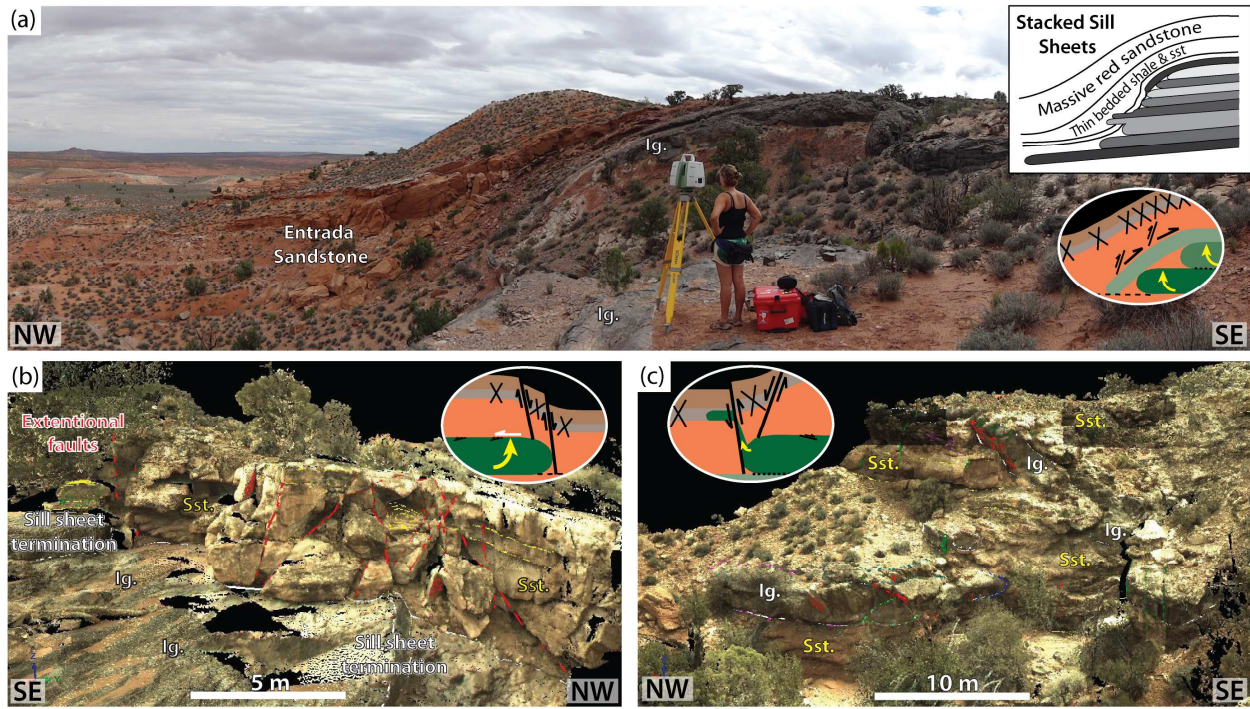 (a)
Stacked Sill
Sheets
Massive red sandstone
Thin bedded shale & sst
Ig.
Entrada
Sandstone
Ig.
NW
SE
(b)
Extentional
faults
Sst.
Sill sheet
termination
Ig.
Sst.
Ig.
Sill sheet
termination
Z
SE
5 m
NW
(c)
Sst.
Sst.
Ig.
Ig.
Sst.
Ig.
Sst.
NW
10 m
SE